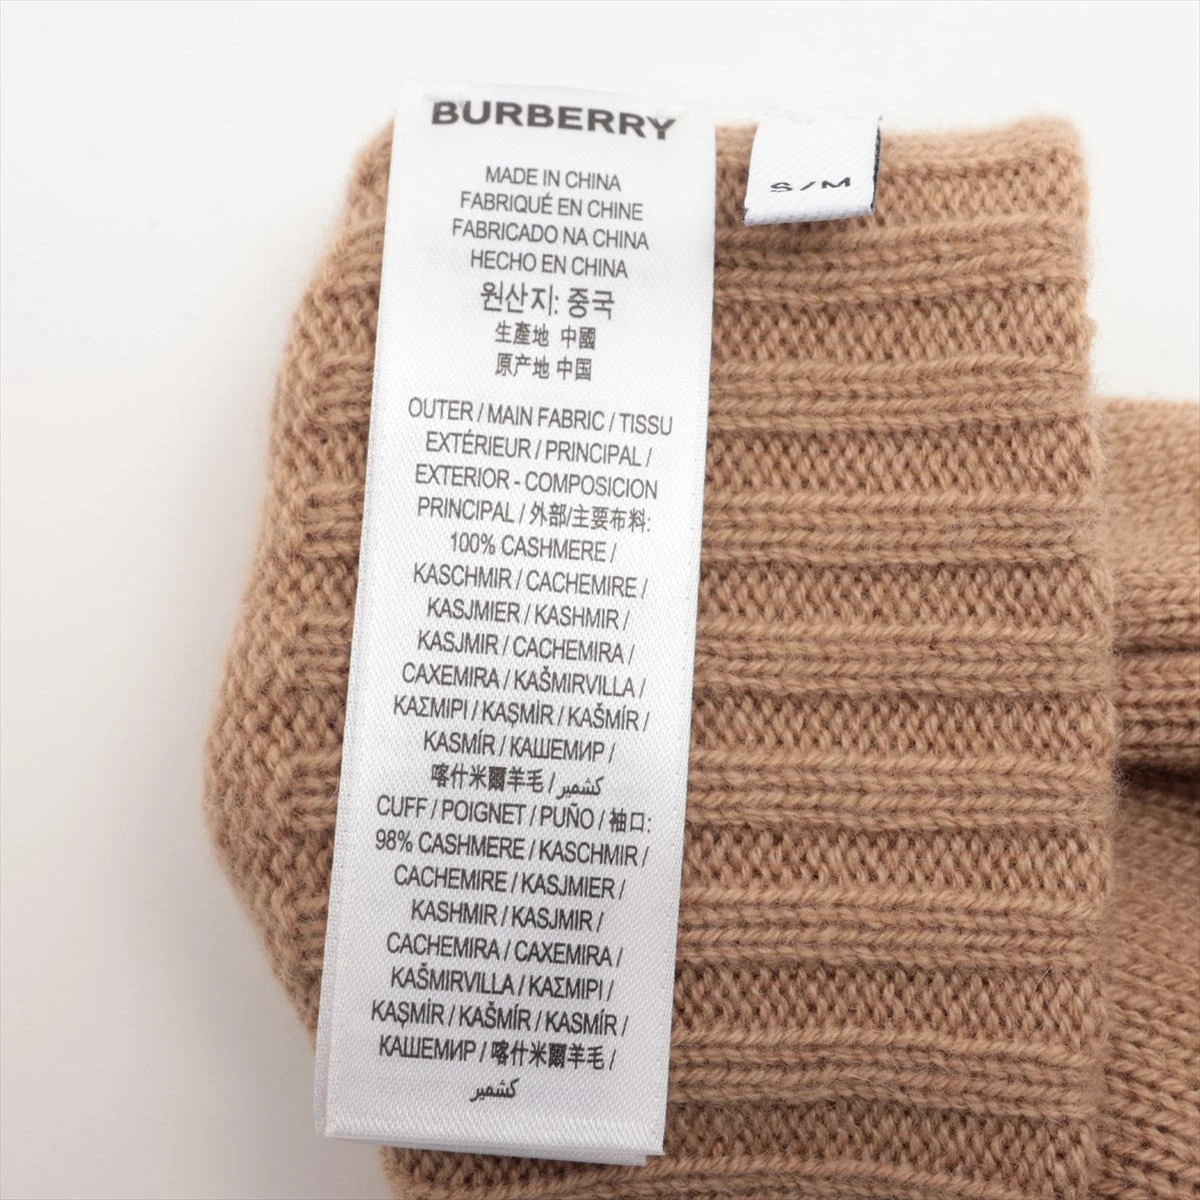 BURBERRY
S/M
MADE IN CHINA
FABRIQUÉ EN CHINE
FABRICADO NA CHINA
HECHO EN CHINA
원산지: 중국
生產地 中國
原产地 中国
OUTER / MAIN FABRIC / TISSU
EXTÉRIEUR / PRINCIPAL /
EXTERIOR - COMPOSICION
PRINCIPAL / 外部/主要布料:
100% CASHMERE /
KASCHMIR / CACHEMIRE /
KASJMIER / KASHMIR /
KASJMIR / CACHEMIRA /
CAXEMIRA / KAŠMIRVILLA /
ΚΑΣΜΙΡΙ / KAŞMİR / KAŠMÍR /
KASMÍR / КАШЕМИР /
喀什米爾羊毛 / كشمير
CUFF / POIGNET / PUÑO / 袖口:
98% CASHMERE / KASCHMIR /
CACHEMIRE / KASJMIER /
KASHMIR / KASJMIR /
CACHEMIRA / CAXEMIRA /
KAŠMIRVILLA / ΚΑΣΜΙΡΙ /
KAŞMİR / KAŠMÍR / KASMÍR /
КАШЕМИР / 喀什米爾羊毛 /
كشمير